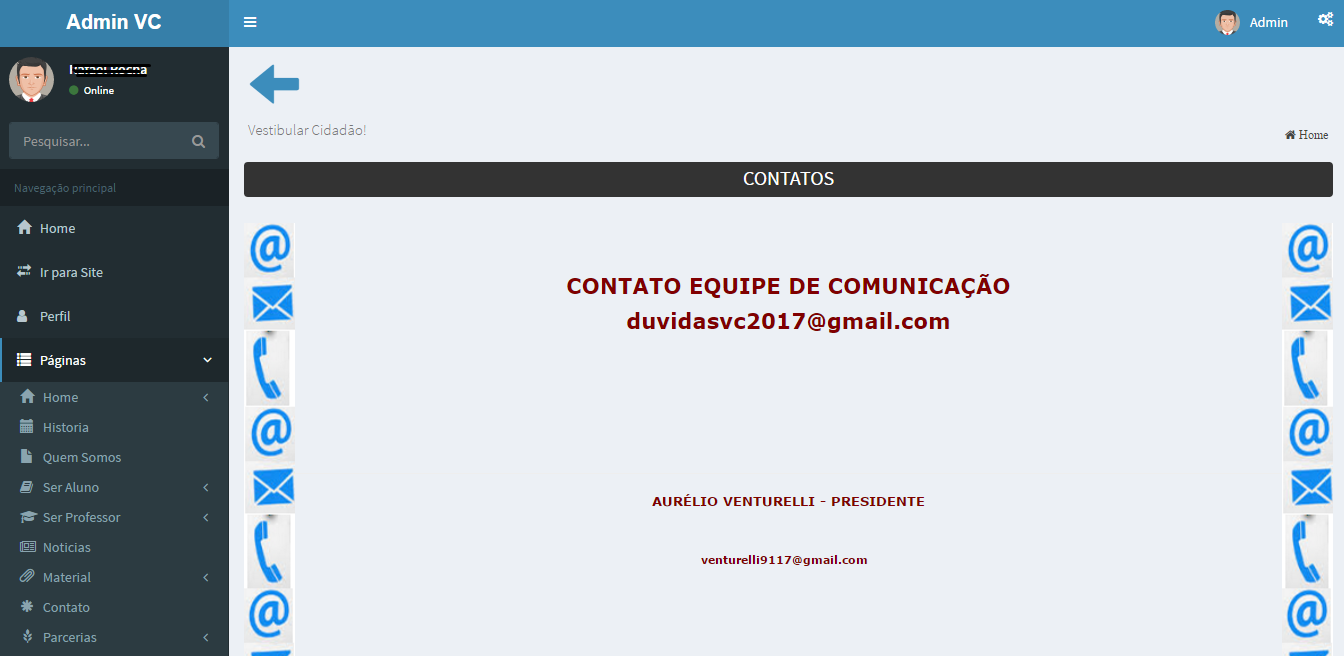 Admin VC
Admin
Online
Pesquisar...
Navegação principal
Home
Ir para Site
Perfil
Páginas
Home
Historia
Quem Somos
Ser Aluno
Ser Professor
Noticias
Material
Contato
Parcerias
Vestibular Cidadão!
Home
CONTATOS
CONTATO EQUIPE DE COMUNICAÇÃO
duvidasvc2017@gmail.com
AURÉLIO VENTURELLI - PRESIDENTE
venturelli9117@gmail.com